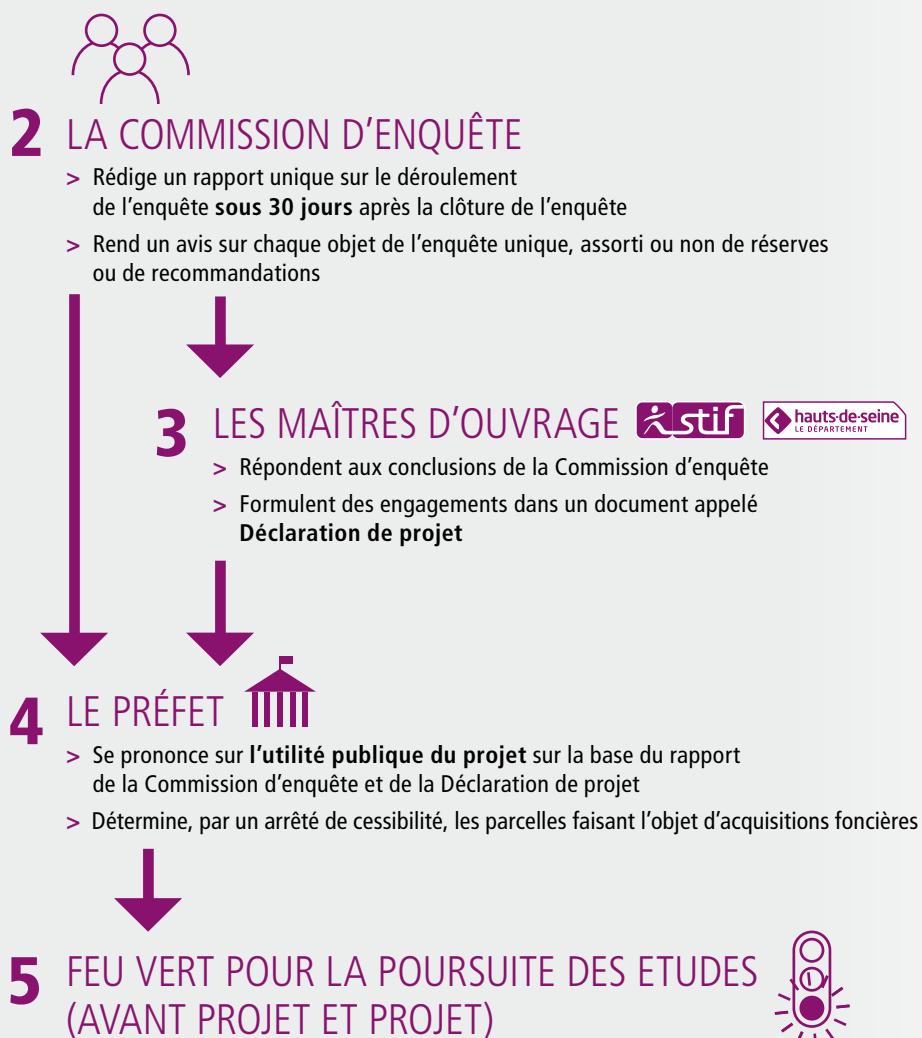 2 LA COMMISSION D'ENQUÊTE
> Rédige un rapport unique sur le déroulement
de l'enquête sous 30 jours après la clôture de l'enquête
> Rend un avis sur chaque objet de l'enquête unique, assorti ou non de réserves
ou de recommandations
3 LES MAÎTRES D'OUVRAGE stif hauts-de-seine
LE DÉPARTEMENT
> Répondent aux conclusions de la Commission d'enquête
> Formulent des engagements dans un document appelé
Déclaration de projet
4 LE PRÉFET
> Se prononce sur l'utilité publique du projet sur la base du rapport
de la Commission d'enquête et de la Déclaration de projet
> Détermine, par un arrêté de cessibilité, les parcelles faisant l'objet d'acquisitions foncières
5 FEU VERT POUR LA POURSUITE DES ETUDES
(AVANT PROJET ET PROJET)